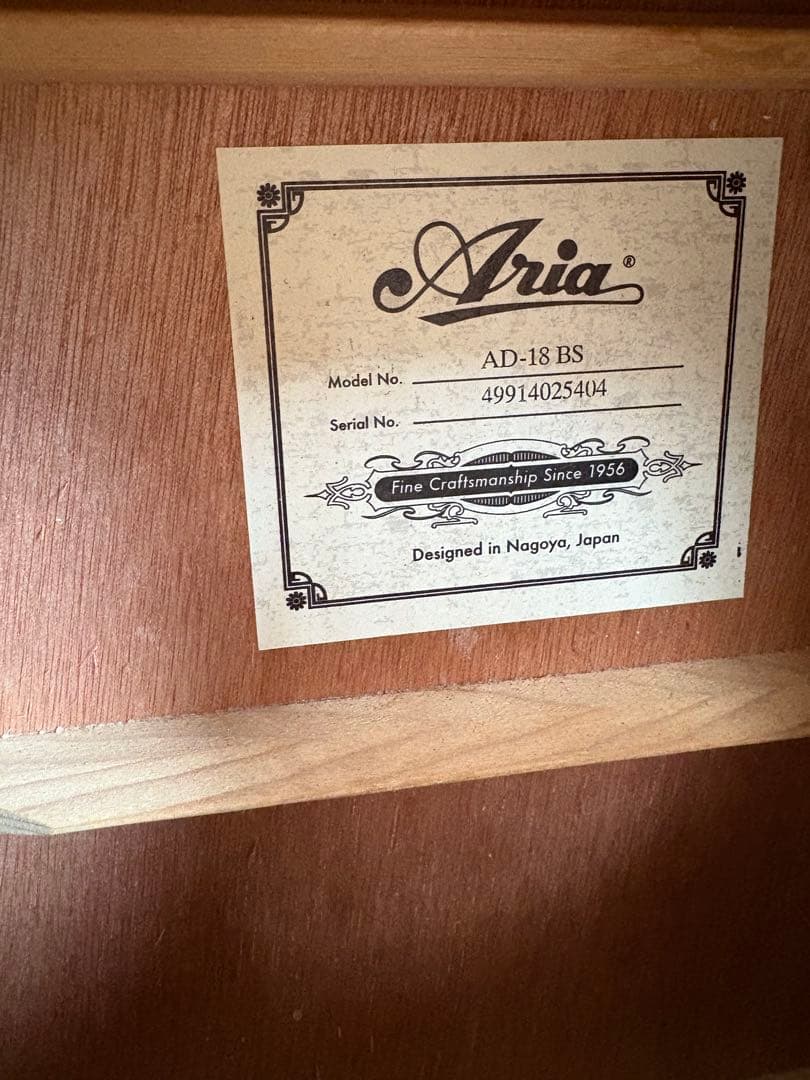 Aria®
Model No. AD-18 BS
Serial No. 49914025404
Fine Craftsmanship Since 1956
Designed in Nagoya, Japan